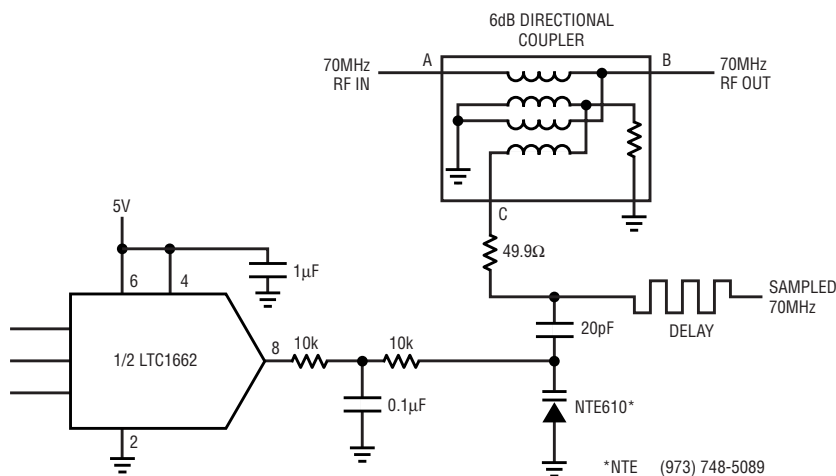 6dB DIRECTIONAL
COUPLER
70MHz
RF IN
A
B
70MHz
RF OUT
C
5V
6
4
1µF
49.9Ω
SAMPLED
70MHz
DELAY
20pF
1/2 LTC1662
8
10k
10k
0.1µF
NTE610*
2
*NTE (973) 748-5089